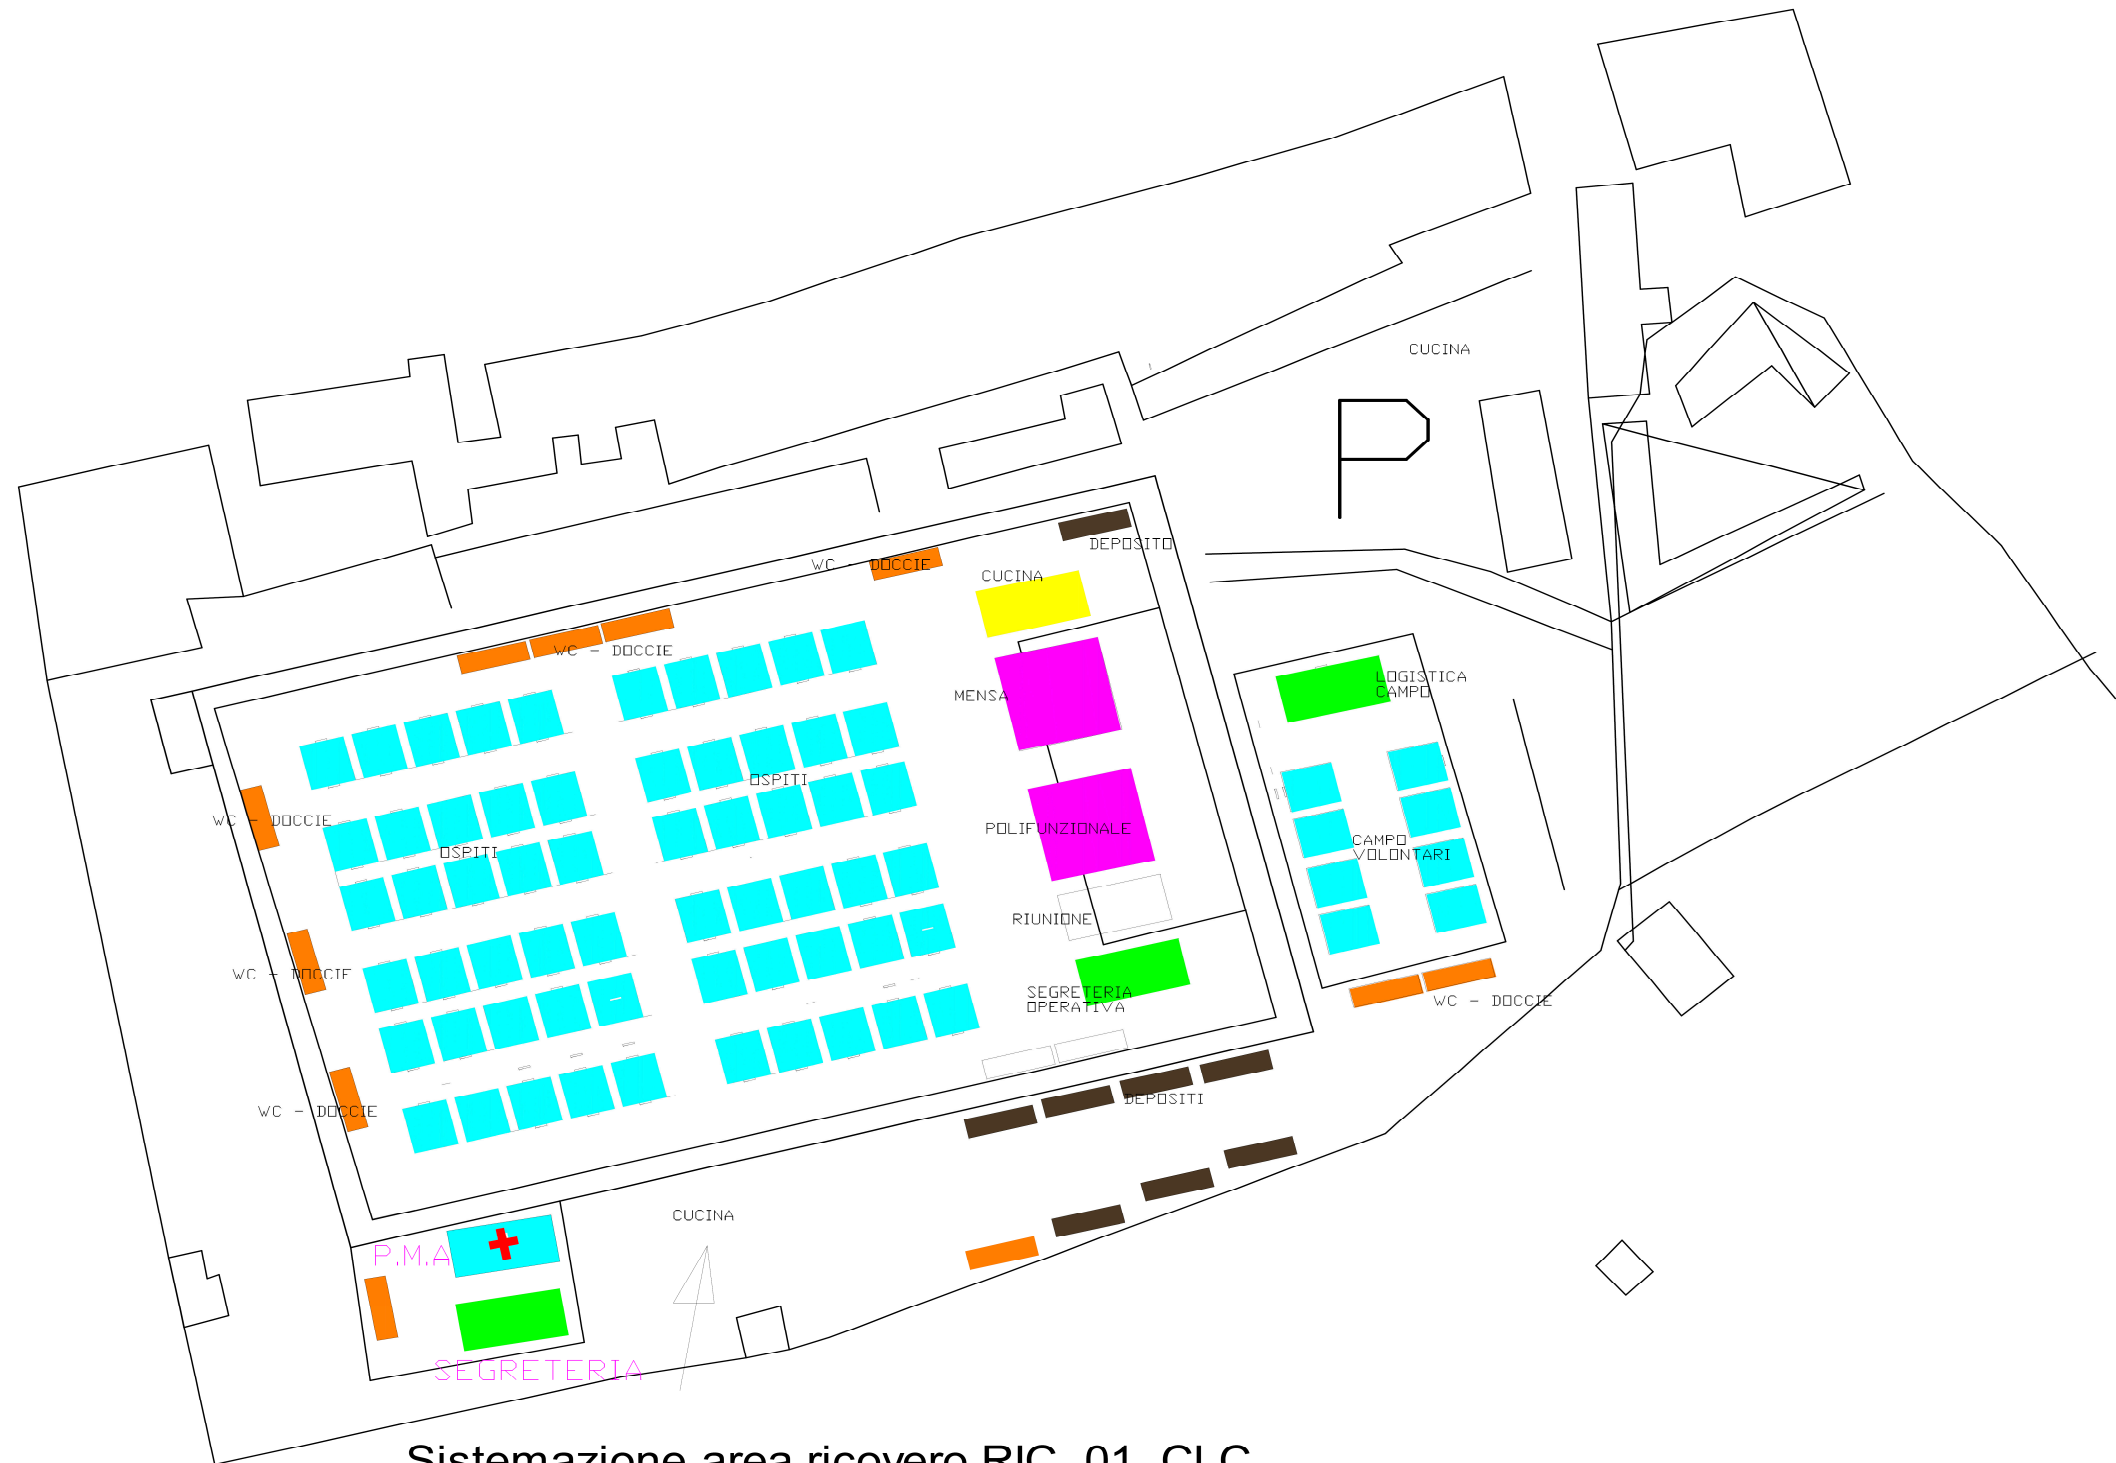 CUCINA
P
DEPOSITO
WC - DOCCIE
CUCINA
WC - DOCCIE
LOGISTICA
CAMPO
MENSA
OSPITI
WC - DOCCIE
POLIFUNZIONALE
CAMPO
VOLONTARI
OSPITI
RIUNIONE
WC - DOCCIE
SEGRETERIA
OPERATIVA
WC - DOCCIE
DEPOSITI
WC - DOCCIE
CUCINA
P.M.A
SEGRETERIA
Sistemazione area ricovero RIC_01_CLC